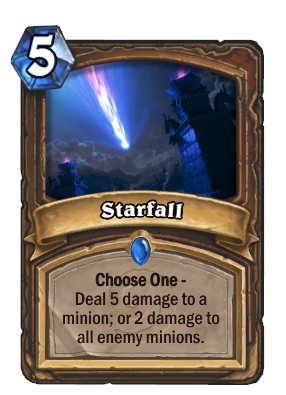 5
Starfall
Choose One -
Deal 5 damage to a
minion; or 2 damage to
all enemy minions.